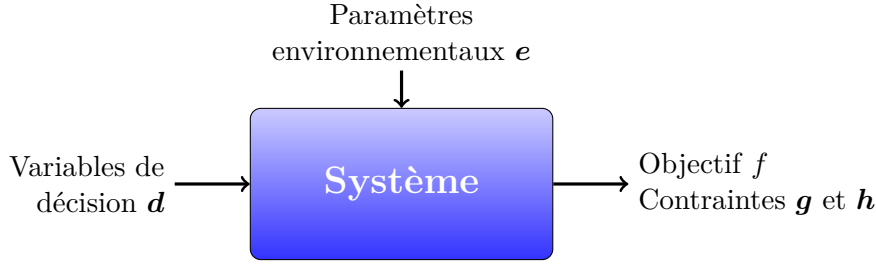 Paramètres
environnementaux e
Variables de
décision d
Système
Objectif f
Contraintes g et h